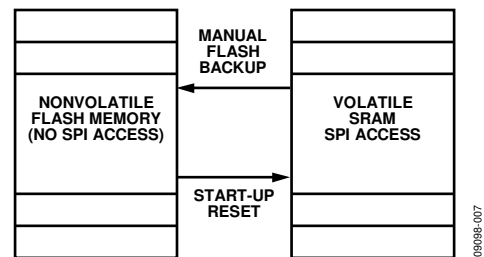 MANUAL
FLASH
BACKUP
NONVOLATILE
FLASH MEMORY
(NO SPI ACCESS)
VOLATILE
SRAM
SPI ACCESS
START-UP
RESET
09098-007